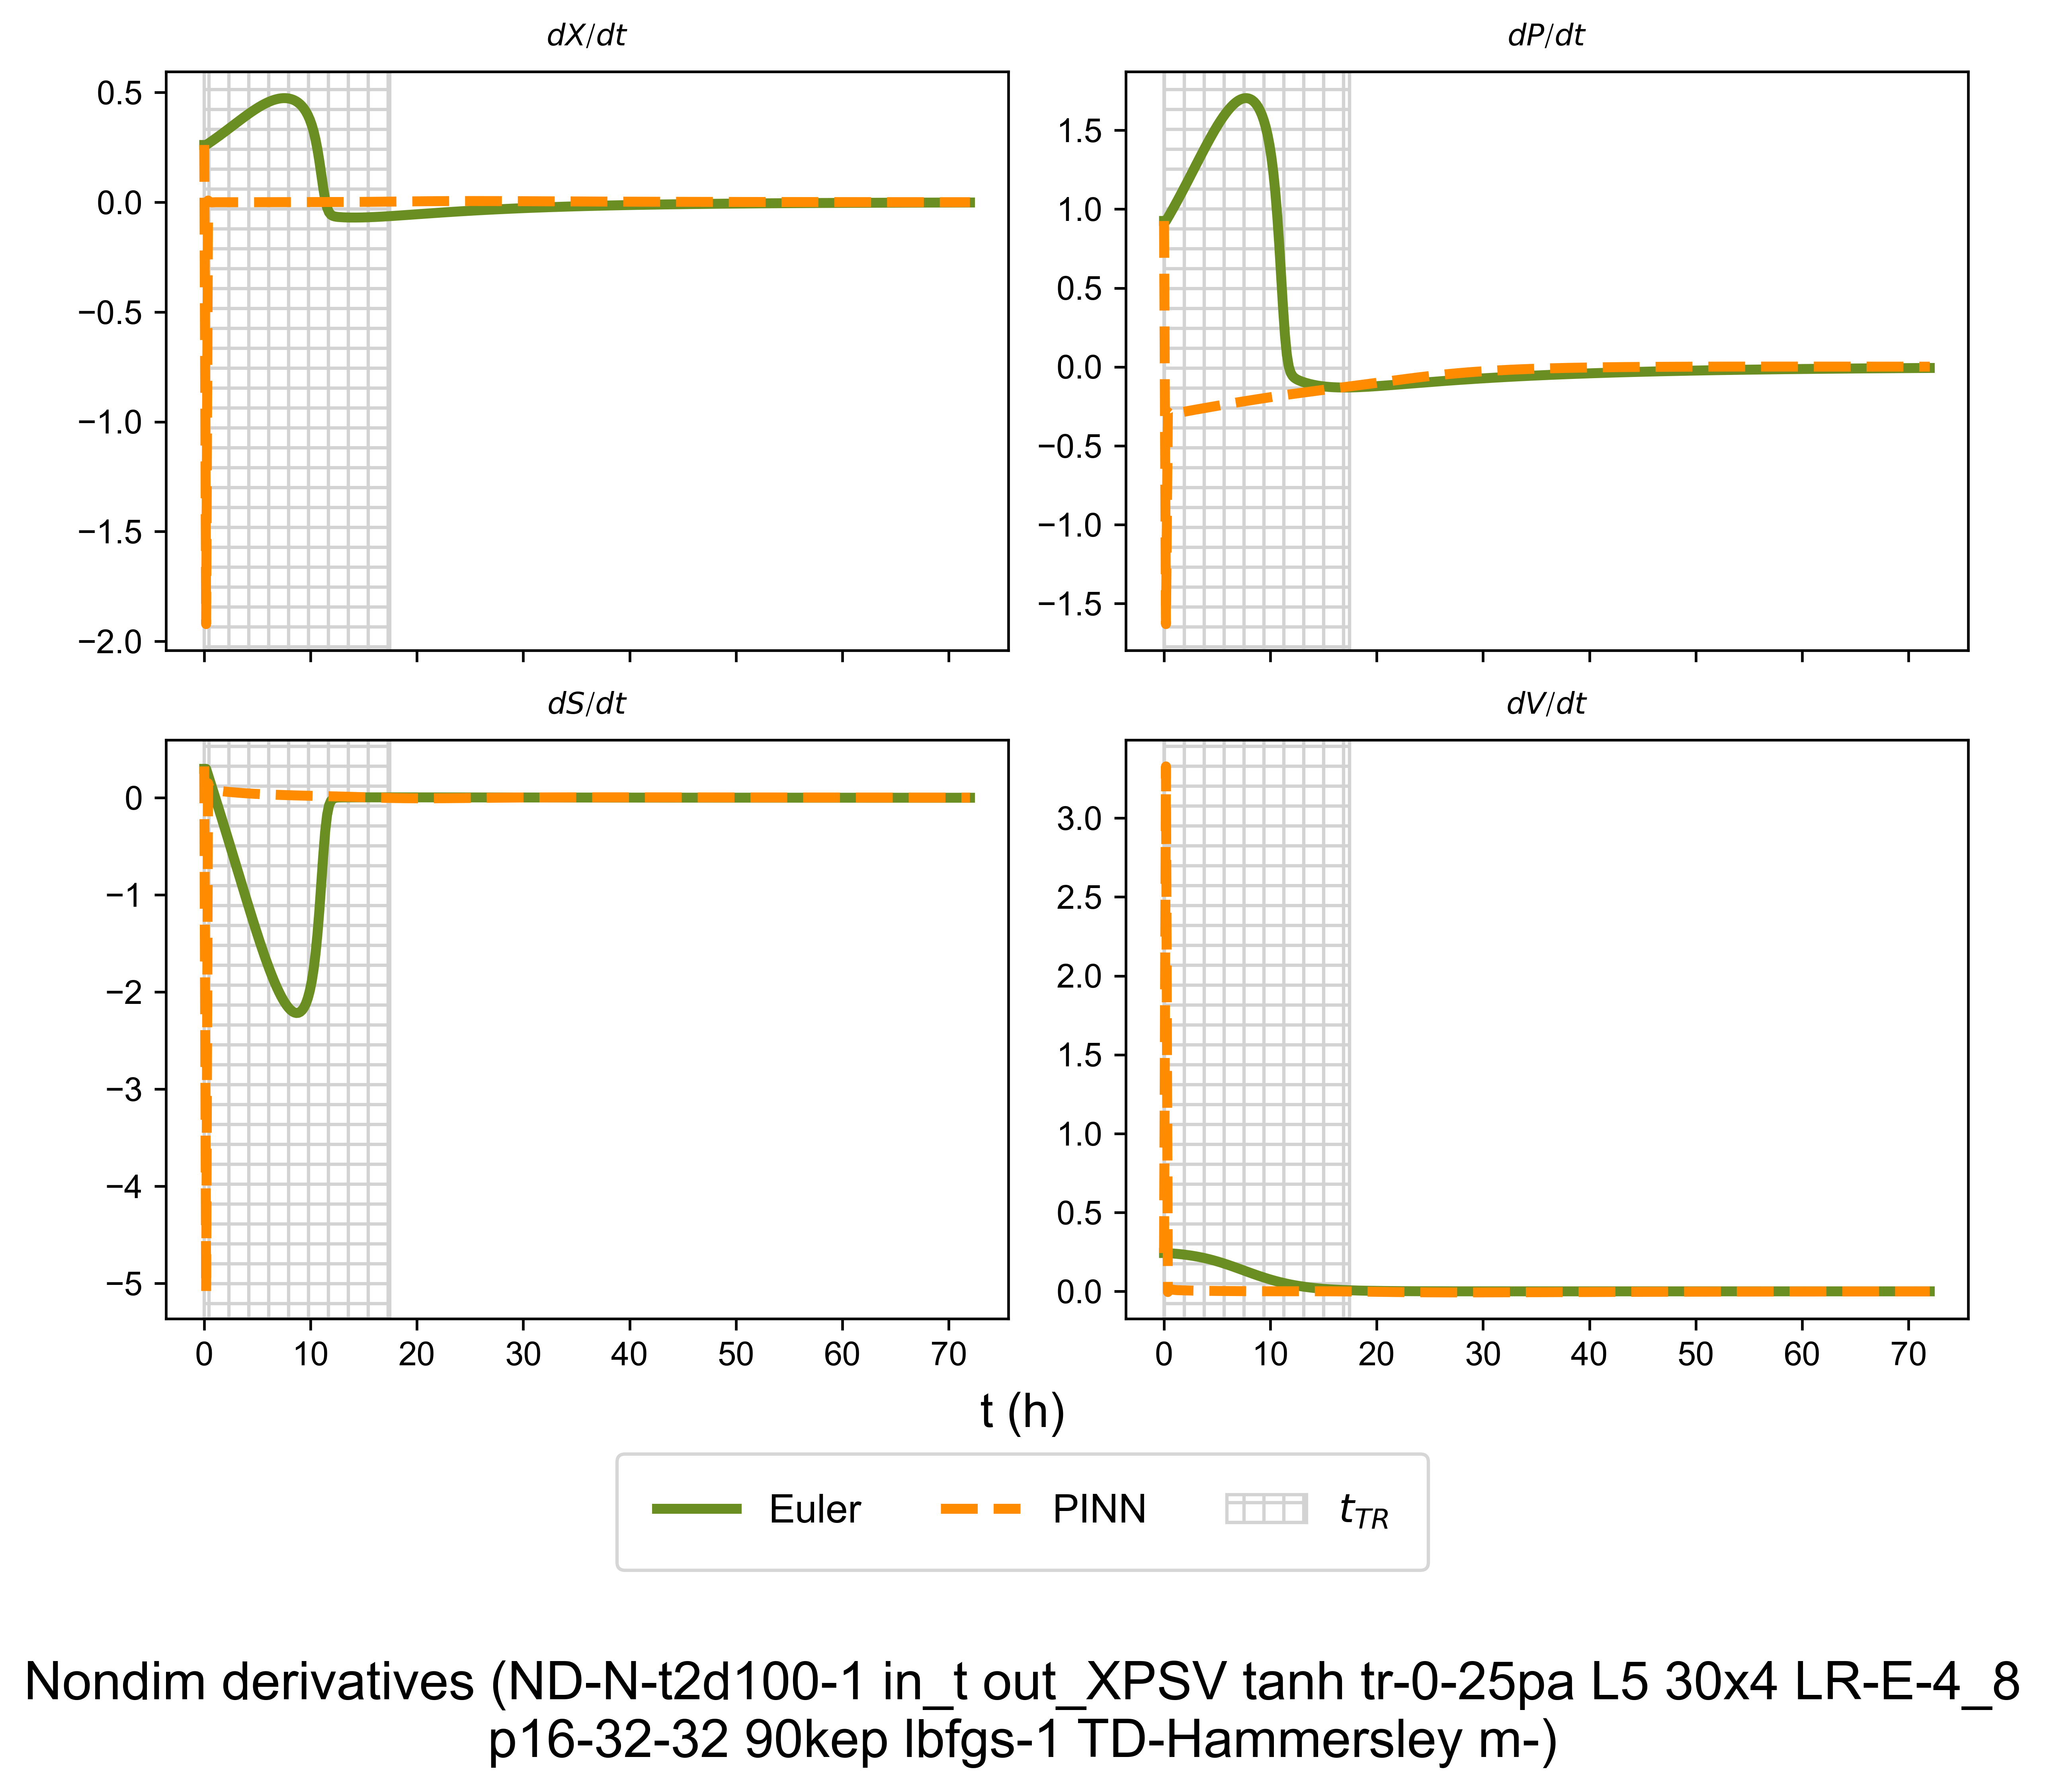 dX/dt
dP/dt
0.5
0.0
−0.5
−1.0
−1.5
−2.0
1.5
1.0
0.5
0.0
−0.5
−1.0
−1.5
dS/dt
dV/dt
0
−1
−2
−3
−4
−5
0 10 20 30 40 50 60 70
3.0
2.5
2.0
1.5
1.0
0.5
0.0
0 10 20 30 40 50 60 70
t (h)
Euler PINN t_TR
Nondim derivatives (ND-N-t2d100-1 in_t out_XPSV tanh tr-0-25pa L5 30x4 LR-E-4_8
p16-32-32 90kep lbfgs-1 TD-Hammersley m-)